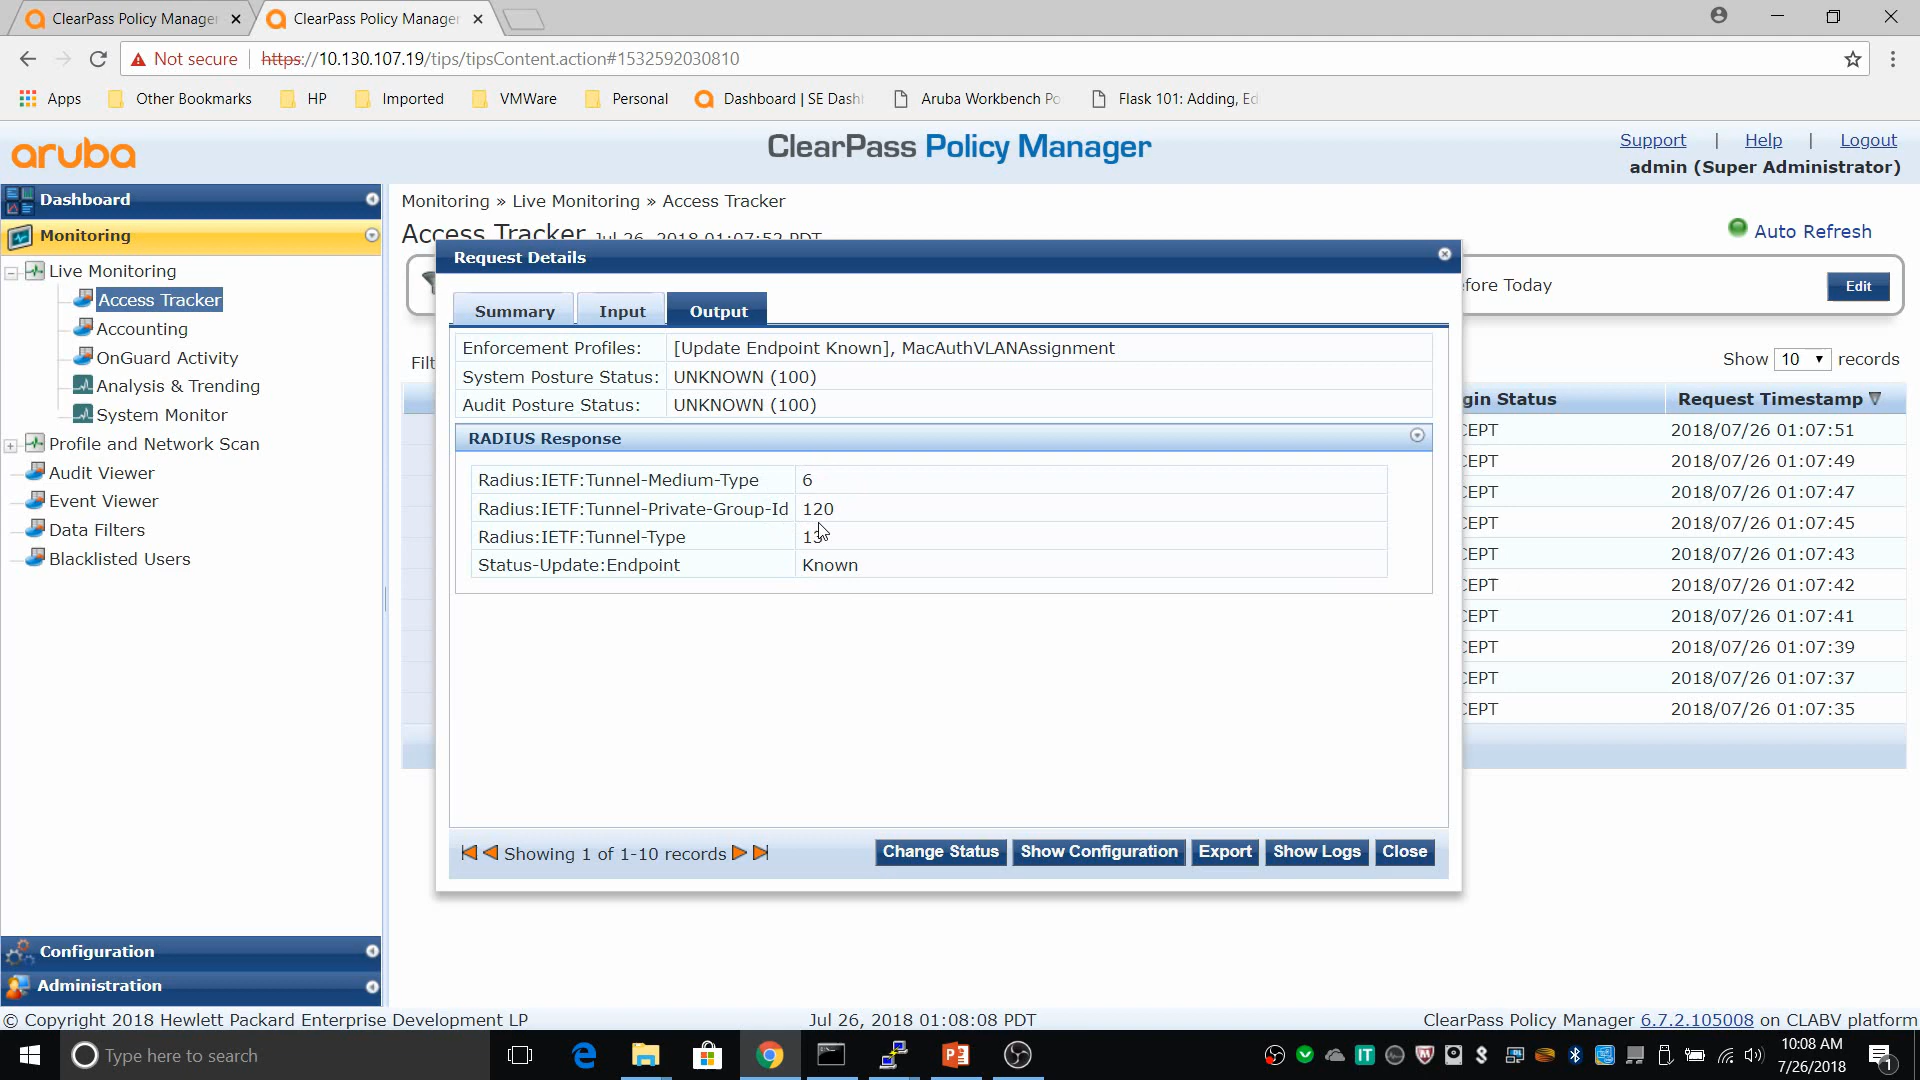 ClearPass Policy Manager
ClearPass Policy Manager
Not secure
https://10.130.107.19/tips/tipsContent.action#1532592030810
Apps
Other Bookmarks
HP
Imported
VMWare
Personal
Dashboard | SE Dash
Aruba Workbench Po
Flask 101: Adding, Ed
aruba
ClearPass Policy Manager
Support | Help | Logout
admin (Super Administrator)
Dashboard
Monitoring
Live Monitoring
Access Tracker
Accounting
OnGuard Activity
Analysis & Trending
System Monitor
Profile and Network Scan
Audit Viewer
Event Viewer
Data Filters
Blacklisted Users
Configuration
Administration
Monitoring » Live Monitoring » Access Tracker
Access Tracker Jul 26, 2018 01:07:52 PDT
Auto Refresh
Request Details
Summary
Input
Output
Enforcement Profiles: [Update Endpoint Known], MacAuthVLANAssignment
System Posture Status: UNKNOWN (100)
Audit Posture Status: UNKNOWN (100)
RADIUS Response
Radius:IETF:Tunnel-Medium-Type 6
Radius:IETF:Tunnel-Private-Group-Id 120
Radius:IETF:Tunnel-Type 13
Status-Update:Endpoint Known
Showing 1 of 1-10 records
Change Status
Show Configuration
Export
Show Logs
Close
fore Today
Edit
Filt
Show 10 records
gin Status Request Timestamp
CEPT 2018/07/26 01:07:51
CEPT 2018/07/26 01:07:49
CEPT 2018/07/26 01:07:47
CEPT 2018/07/26 01:07:45
CEPT 2018/07/26 01:07:43
CEPT 2018/07/26 01:07:42
CEPT 2018/07/26 01:07:41
CEPT 2018/07/26 01:07:39
CEPT 2018/07/26 01:07:37
CEPT 2018/07/26 01:07:35
© Copyright 2018 Hewlett Packard Enterprise Development LP
Jul 26, 2018 01:08:08 PDT
ClearPass Policy Manager 6.7.2.105008 on CLABV platform
Type here to search
IT
10:08 AM
7/26/2018
1